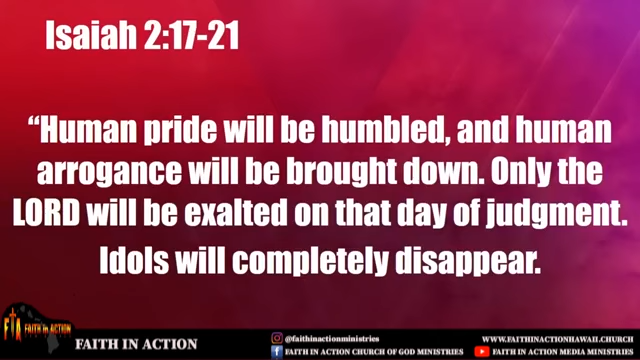 Isaiah 2:17-21
“Human pride will be humbled, and human
arrogance will be brought down. Only the
LORD will be exalted on that day of judgment.
Idols will completely disappear.
FIA FAITH IN ACTION
FAITH IN ACTION
@faithinactionministries
FAITH IN ACTION CHURCH OF GOD MINISTRIES
WWW.FAITHINACTIONHAWAII.CHURCH
FAITH IN ACTION MEDIA MINISTRIES